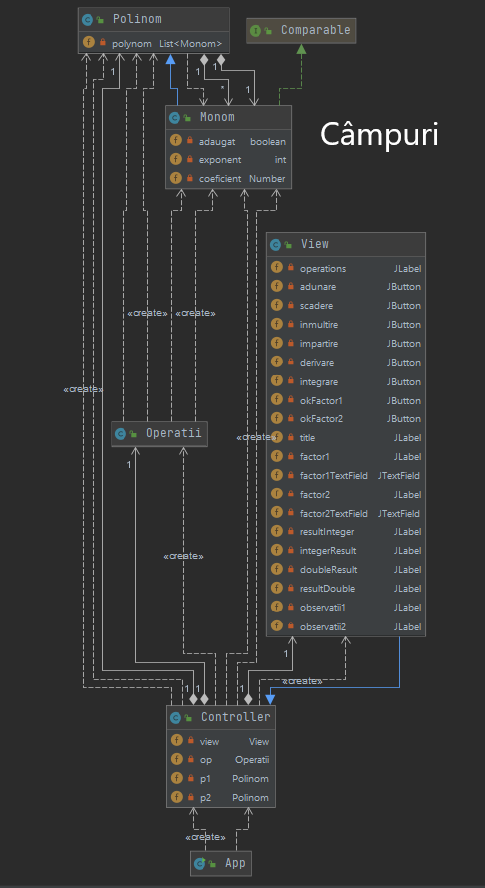 Polinom
polynom List<Monom>
Comparable
1
1
*
1
Monom
adaugat boolean
exponent int
coeficient Number
Câmpuri
View
operations JLabel
adunare JButton
scadere JButton
inmultire JButton
impartire JButton
derivare JButton
integrare JButton
okFactor1 JButton
okFactor2 JButton
title JLabel
factor1 JLabel
factor1TextField JTextField
factor2 JLabel
factor2TextField JTextField
resultInteger JLabel
integerResult JLabel
doubleResult JLabel
resultDouble JLabel
observatii1 JLabel
observatii2 JLabel
«create»
«create»
«create»
Operatii
«create»
1
«create»
1
«create»
1
1
1
Controller
view View
op Operatii
p1 Polinom
p2 Polinom
«create»
App